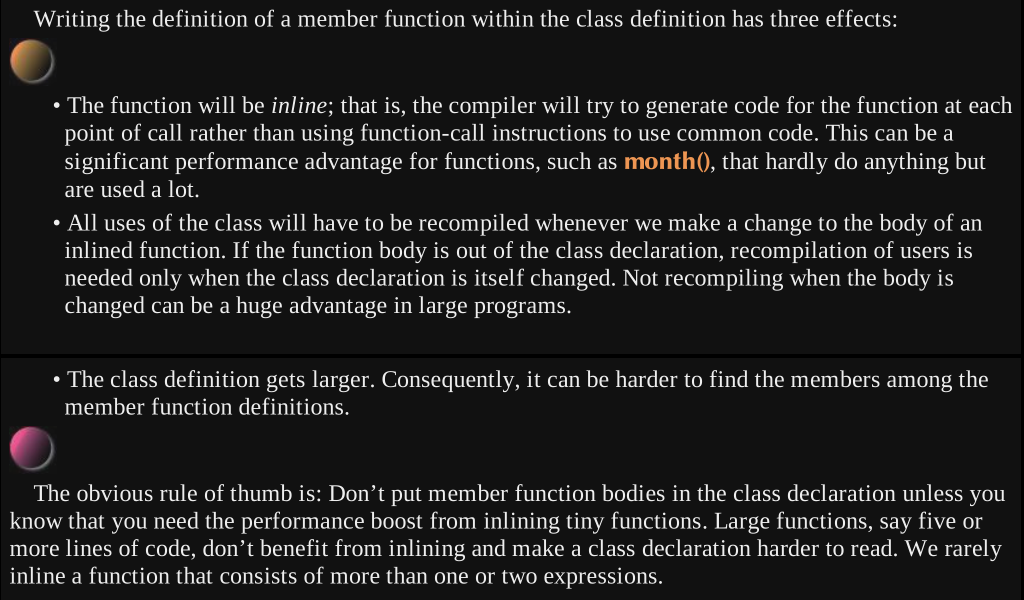 Writing the definition of a member function within the class definition has three effects:
• The function will be inline; that is, the compiler will try to generate code for the function at each
point of call rather than using function-call instructions to use common code. This can be a
significant performance advantage for functions, such as month(), that hardly do anything but
are used a lot.
• All uses of the class will have to be recompiled whenever we make a change to the body of an
inlined function. If the function body is out of the class declaration, recompilation of users is
needed only when the class declaration is itself changed. Not recompiling when the body is
changed can be a huge advantage in large programs.
• The class definition gets larger. Consequently, it can be harder to find the members among the
member function definitions.
The obvious rule of thumb is: Don’t put member function bodies in the class declaration unless you
know that you need the performance boost from inlining tiny functions. Large functions, say five or
more lines of code, don’t benefit from inlining and make a class declaration harder to read. We rarely
inline a function that consists of more than one or two expressions.